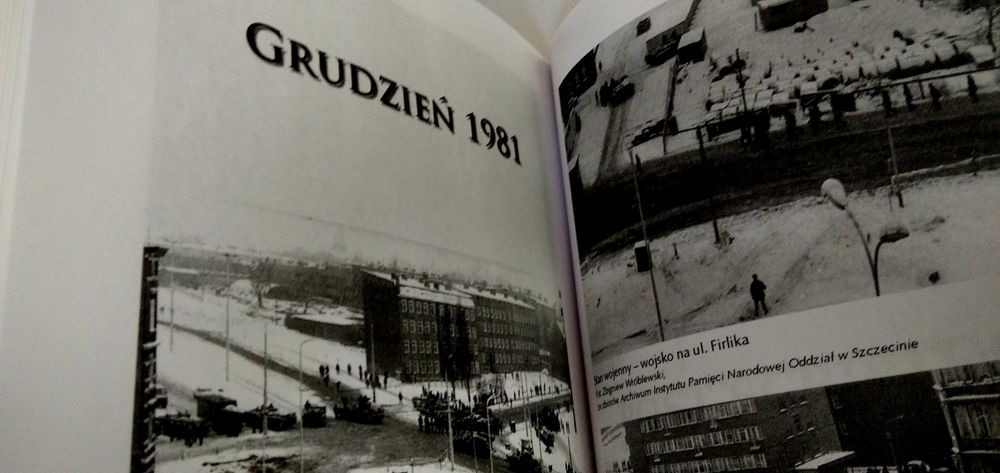 GRUDZIEŃ 1981
Stan wojenny – wojsko na ul. Firlika
Fot. Zbigniew Wróblewski,
ze zbiorów Archiwum Instytutu Pamięci Narodowej Oddział w Szczecinie